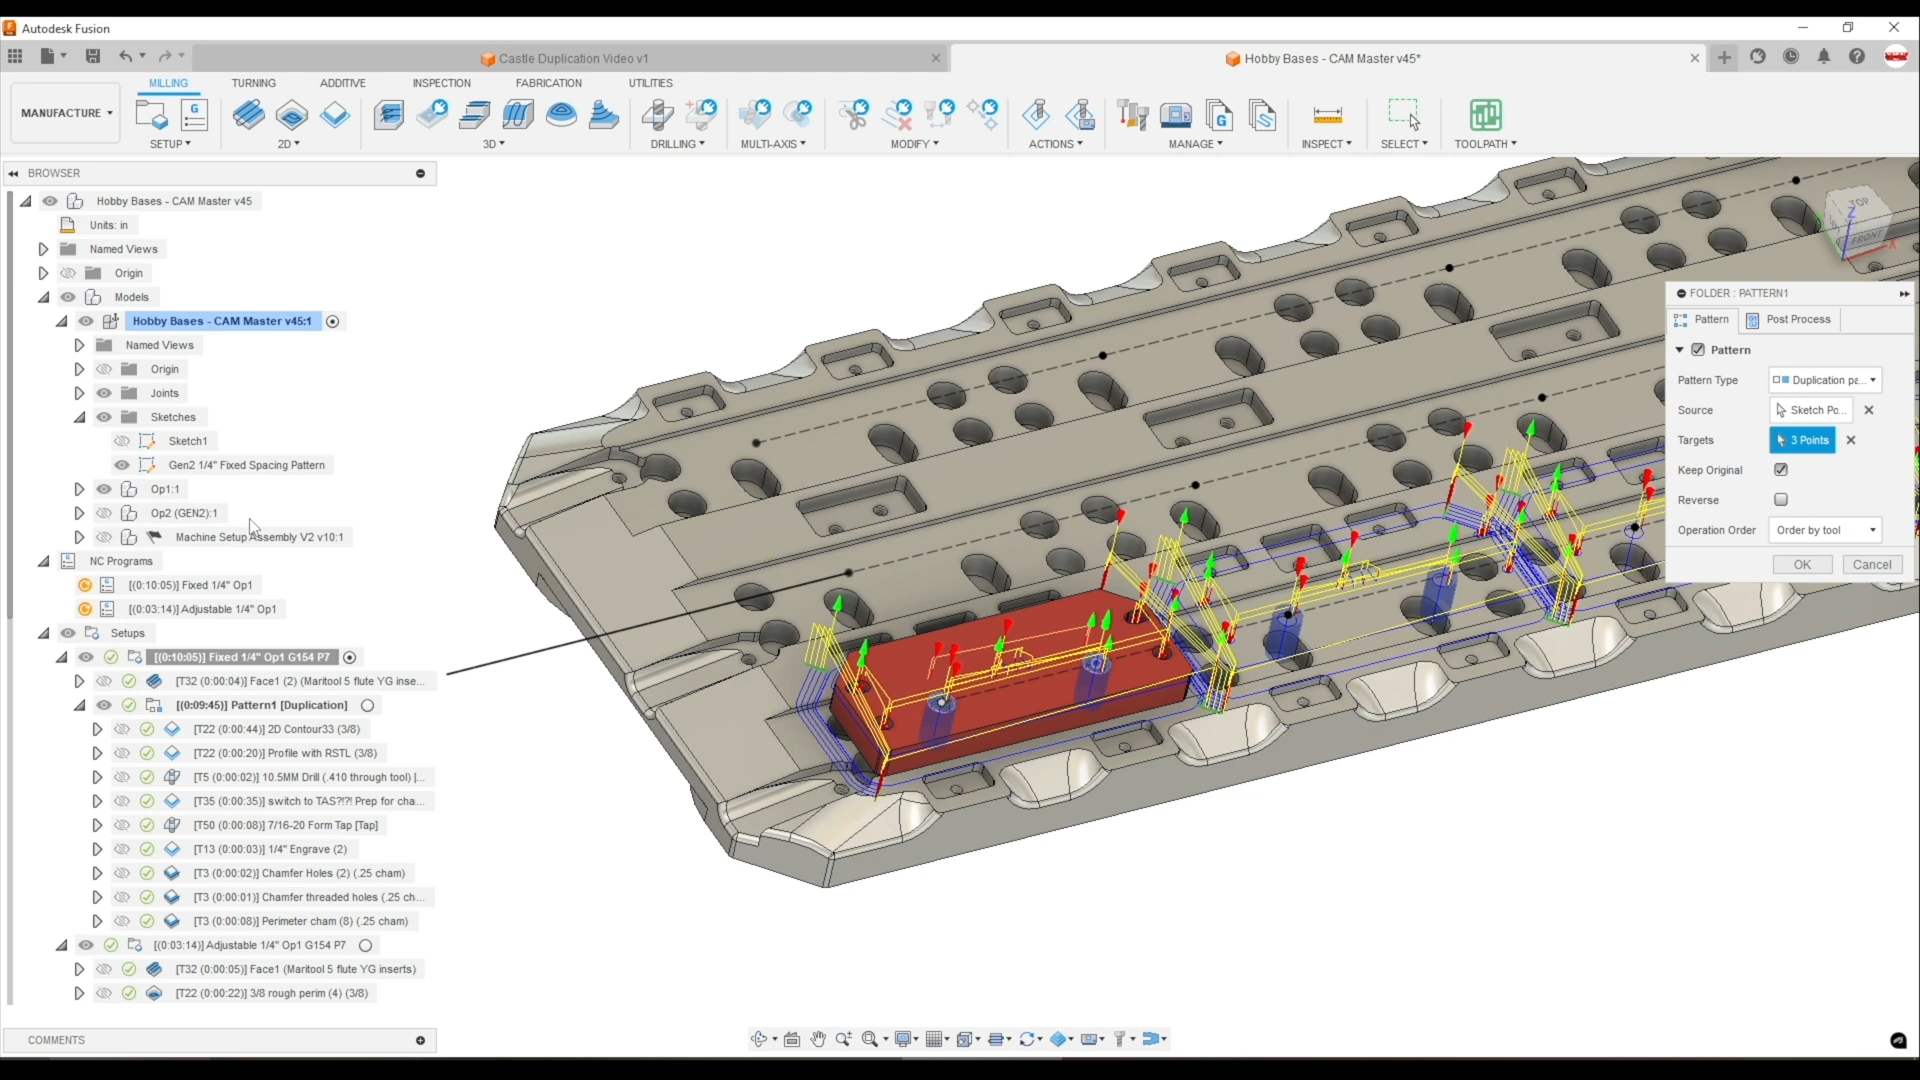 Autodesk Fusion
Castle Duplication Video v1
Hobby Bases - CAM Master v45*
MANUFACTURE
MILLING
TURNING
ADDITIVE
INSPECTION
FABRICATION
UTILITIES
SETUP
2D
3D
DRILLING
MULTI-AXIS
MODIFY
ACTIONS
MANAGE
INSPECT
SELECT
TOOLPATH
BROWSER
Hobby Bases - CAM Master v45
Units: in
Named Views
Origin
Models
Hobby Bases - CAM Master v45:1
Named Views
Origin
Joints
Sketches
Sketch1
Gen2 1/4" Fixed Spacing Pattern
Op1:1
Op2 (GEN2):1
Machine Setup Assembly V2 v10:1
NC Programs
[(0:10:05)] Fixed 1/4" Op1
[(0:03:14)] Adjustable 1/4" Op1
Setups
[(0:10:05)] Fixed 1/4" Op1 G154 P7
[T32 (0:00:04)] Face1 (2) (Maritool 5 flute YG inse...
[(0:09:45)] Pattern1 [Duplication]
[T22 (0:00:44)] 2D Contour33 (3/8)
[T22 (0:00:20)] Profile with RSTL (3/8)
[T5 (0:00:02)] 10.5MM Drill (.410 through tool) |...
[T35 (0:00:35)] switch to TAS?!?! Prep for cha...
[T50 (0:00:08)] 7/16-20 Form Tap [Tap]
[T13 (0:00:03)] 1/4" Engrave (2)
[T3 (0:00:02)] Chamfer Holes (2) (.25 cham)
[T3 (0:00:01)] Chamfer threaded holes (.25 ch...
[T3 (0:00:08)] Perimeter cham (8) (.25 cham)
[(0:03:14)] Adjustable 1/4" Op1 G154 P7
[T32 (0:00:05)] Face1 (Maritool 5 flute YG inserts)
[T22 (0:00:22)] 3/8 rough perim (4) (3/8)
COMMENTS
TOP
FRONT
Z
X
FOLDER : PATTERN1
Pattern
Post Process
Pattern
Pattern Type
Duplication pa...
Source
Sketch Po...
Targets
3 Points
Keep Original
Reverse
Operation Order
Order by tool
OK
Cancel